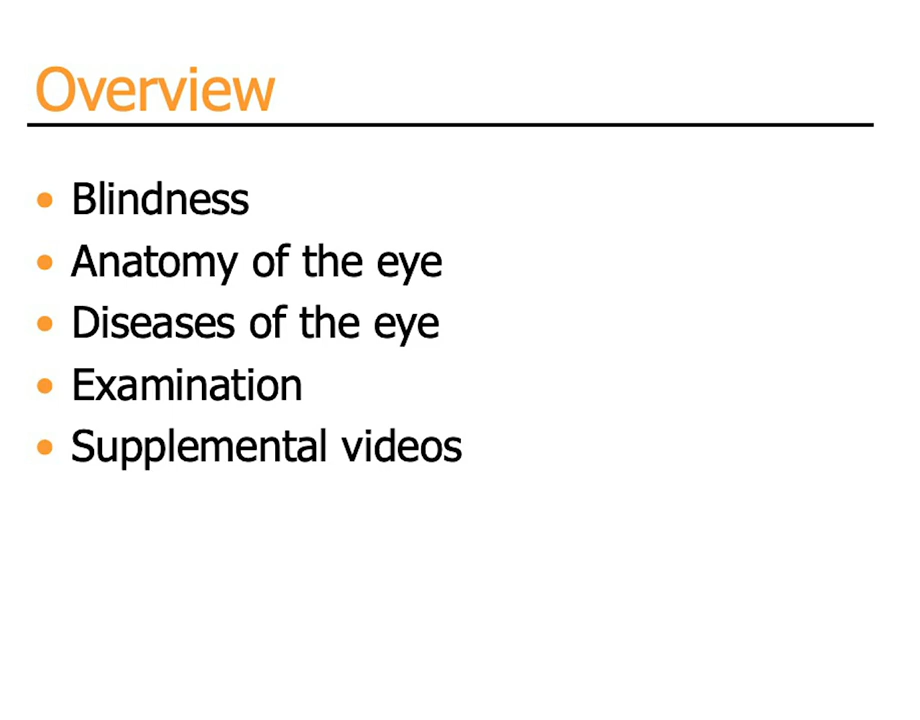 Overview
• Blindness
• Anatomy of the eye
• Diseases of the eye
• Examination
• Supplemental videos